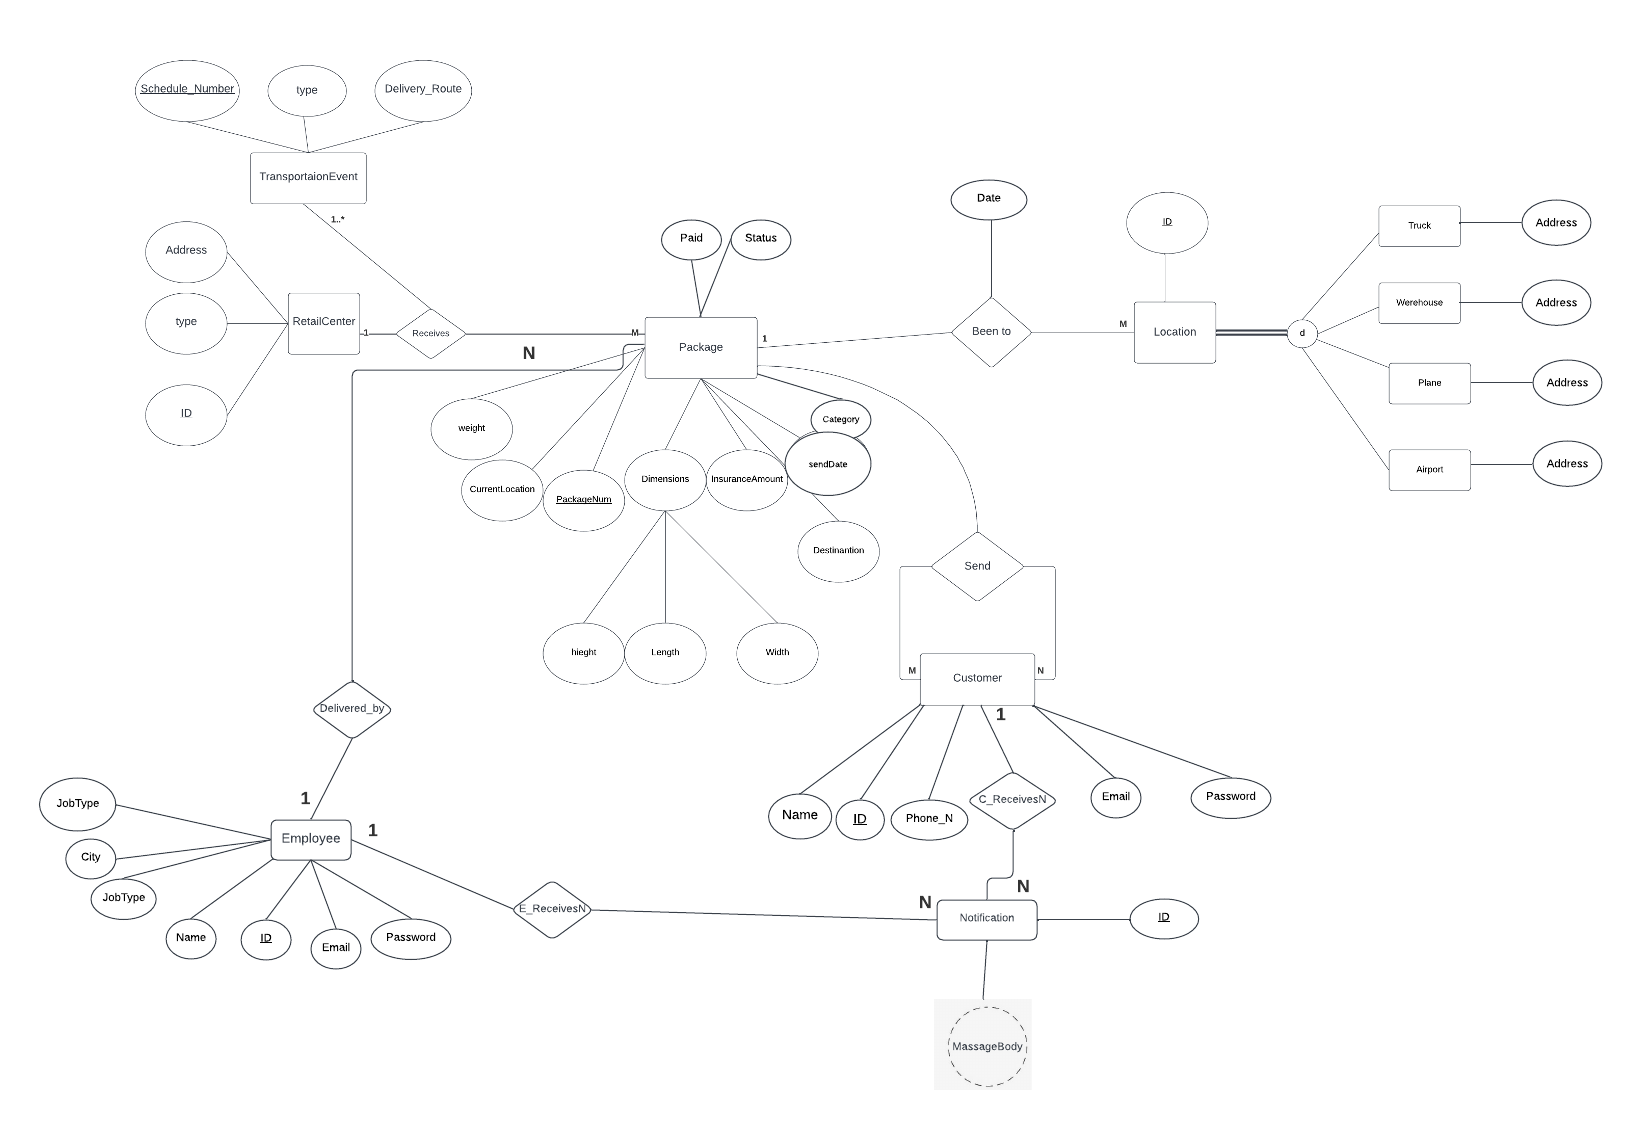 Schedule_Number
type
Delivery_Route
TransportaionEvent
1..*
Address
type
ID
RetailCenter
1
Receives
M
N
Paid
Status
Package
1
Date
Been to
M
ID
Location
d
Truck
Address
Werehouse
Address
Plane
Address
Airport
Address
weight
CurrentLocation
PackageNum
Dimensions
InsuranceAmount
Category
sendDate
Destinantion
hieght
Length
Width
Send
M
N
Customer
1
Name
ID
Phone_N
C_ReceivesN
Email
Password
Delivered_by
1
Employee
1
JobType
City
JobType
Name
ID
Email
Password
E_ReceivesN
N
N
Notification
ID
MassageBody